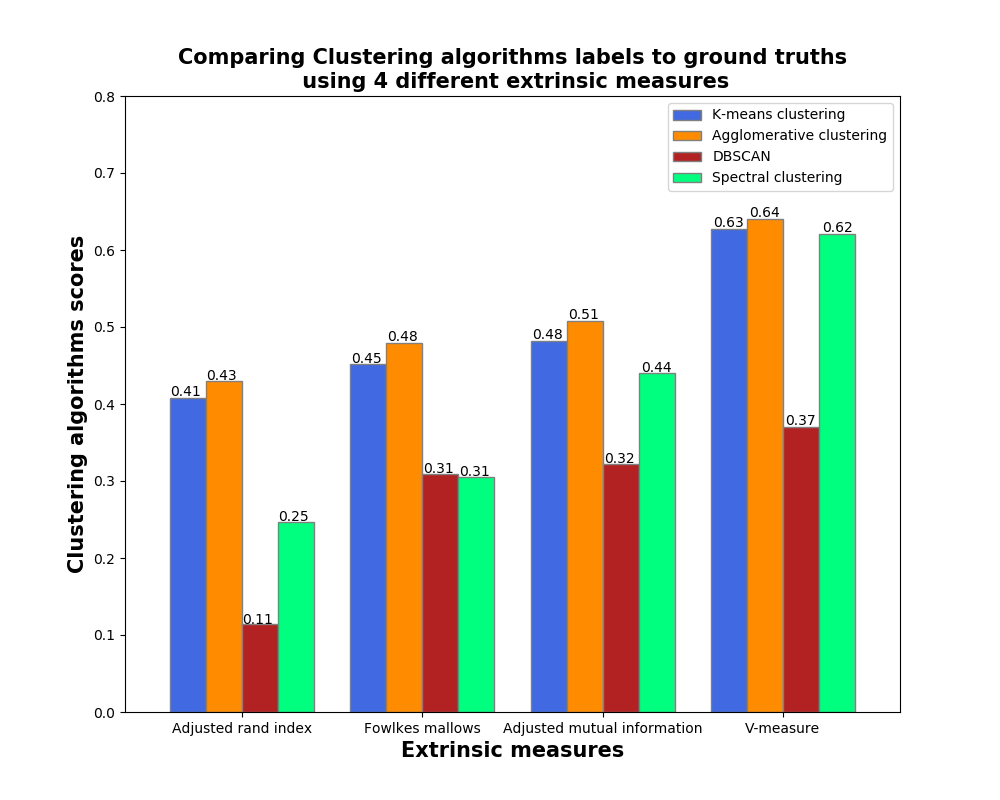 Comparing Clustering algorithms labels to ground truths
using 4 different extrinsic measures
K-means clustering
Agglomerative clustering
DBSCAN
Spectral clustering
Clustering algorithms scores
0.8
0.7
0.6
0.5
0.4
0.3
0.2
0.1
0.0
0.41
0.43
0.11
0.25
0.45
0.48
0.31
0.31
0.48
0.51
0.32
0.44
0.63
0.64
0.37
0.62
Adjusted rand index
Fowlkes mallows
Adjusted mutual information
V-measure
Extrinsic measures